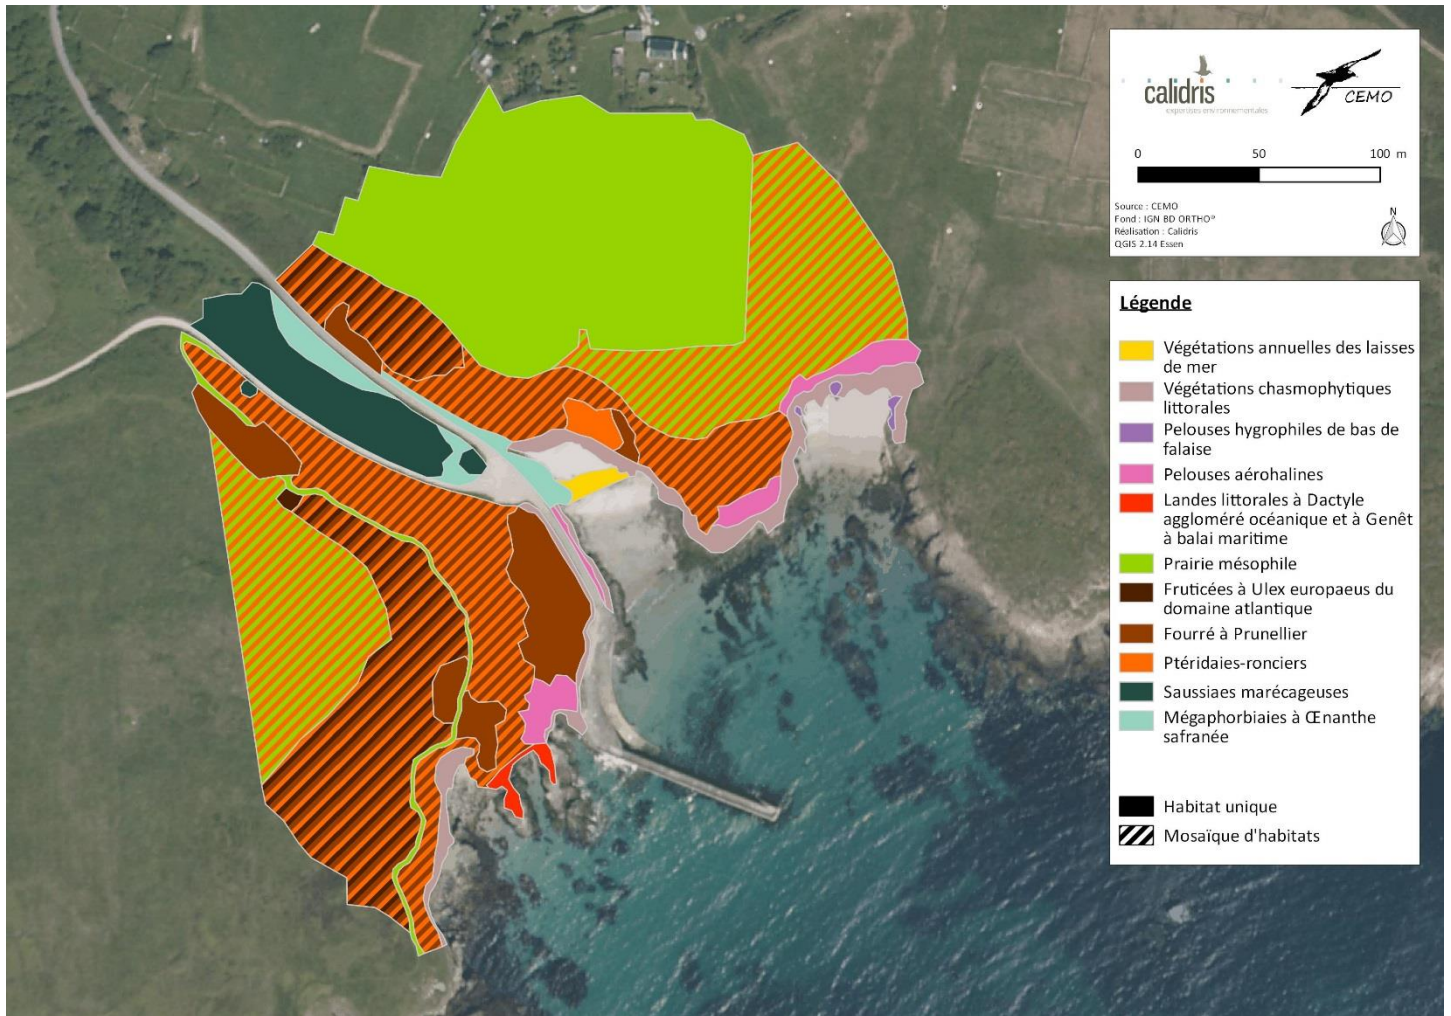 calidris
expertises environnementales
CEMO
0 50 100 m
Source : CEMO
Fond : IGN BD ORTHO®
Réalisation : Calidris
QGIS 2.14 Essen
N
Légende
Végétations annuelles des laisses
de mer
Végétations chasmophytiques
littorales
Pelouses hygrophiles de bas de
falaise
Pelouses aérohalines
Landes littorales à Dactyle
aggloméré océanique et à Genêt
à balai maritime
Prairie mésophile
Fruticées à Ulex europaeus du
domaine atlantique
Fourré à Prunellier
Ptéridaies-ronciers
Saussiaes marécageuses
Mégaphorbiaies à Œnanthe
safranée
Habitat unique
Mosaïque d'habitats